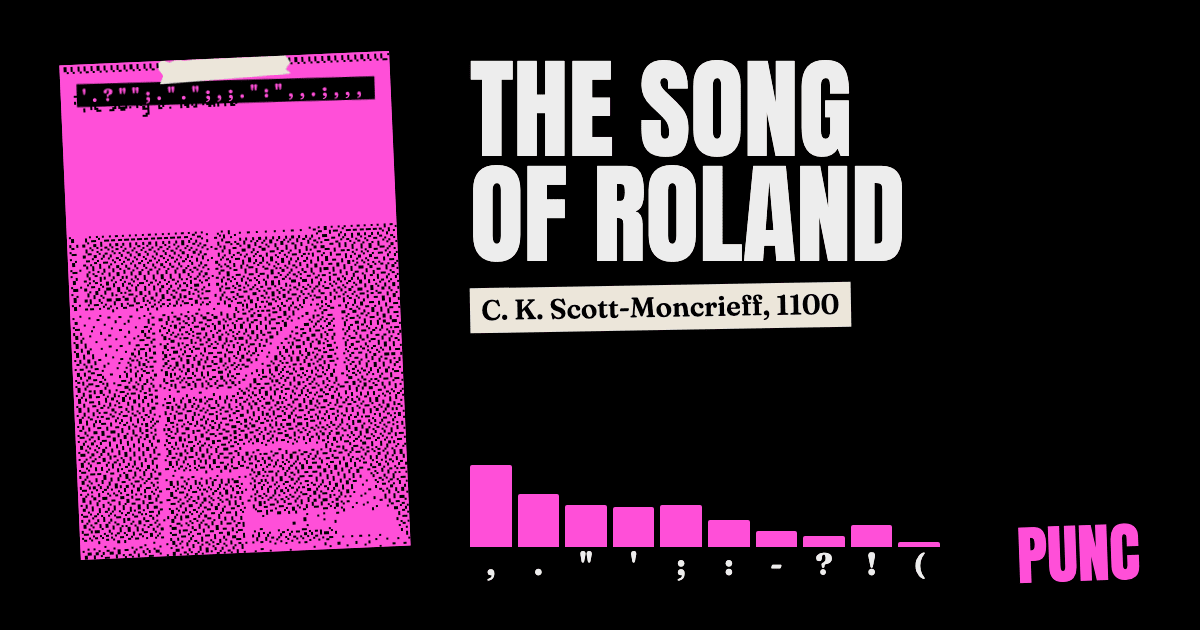 '.?"";.".";,;.":",,.;,,,
THE SONG
OF ROLAND
C. K. Scott-Moncrieff, 1100
, . " ' ; : - ? ! (
PUNC